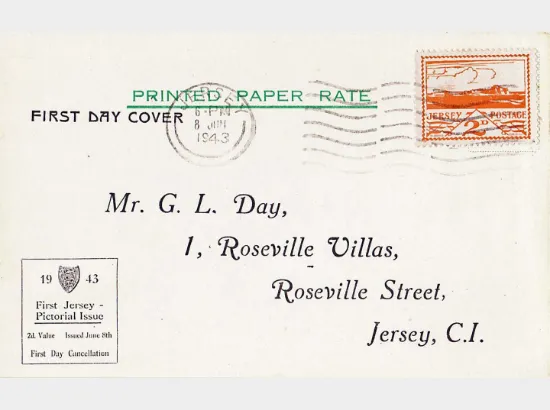 PRINTED PAPER RATE
FIRST DAY COVER
JERSEY
6 - PM
8 JUN
1943
JERSEY POSTAGE
2D
Mr. G. L. Day,
1, Roseville Villas,
Roseville Street,
Jersey, C.I.
19 43
First Jersey -
Pictorial Issue
2d. Value Issued June 8th
First Day Cancellation